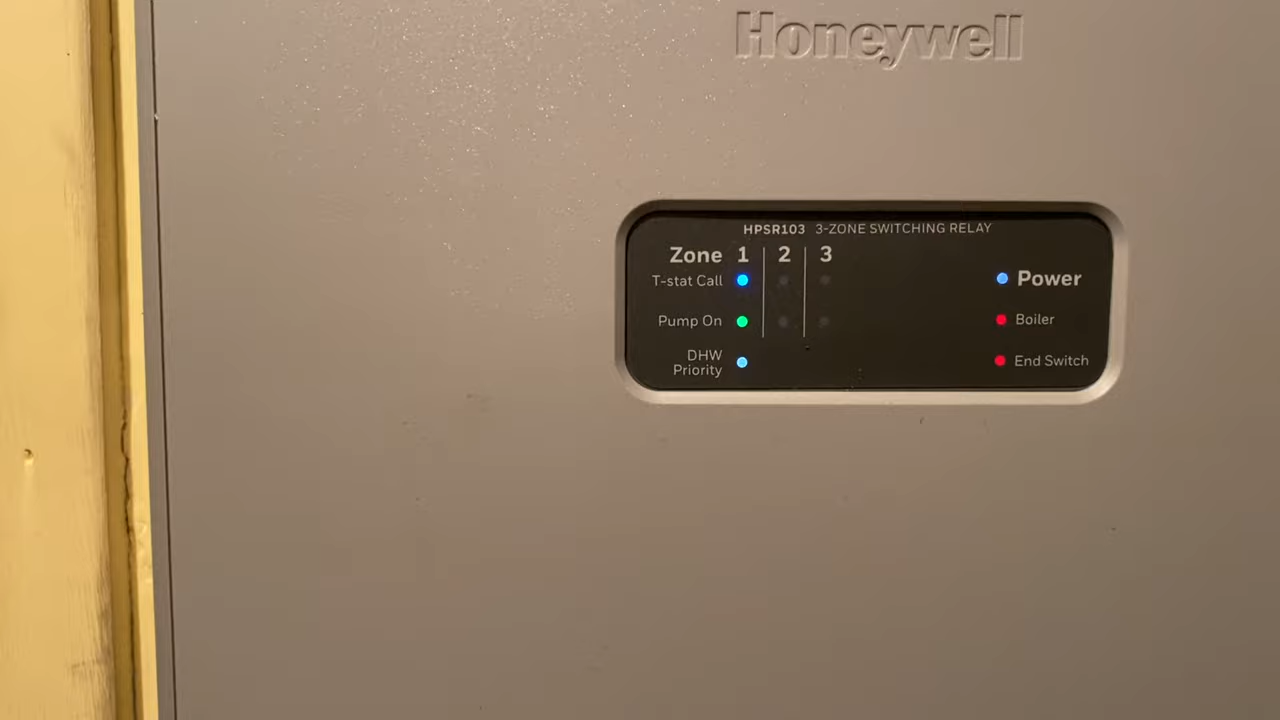 Honeywell
HPSR103 3-ZONE SWITCHING RELAY
Zone 1 2 3
T-stat Call
Power
Pump On
Boiler
DHW
Priority
End Switch